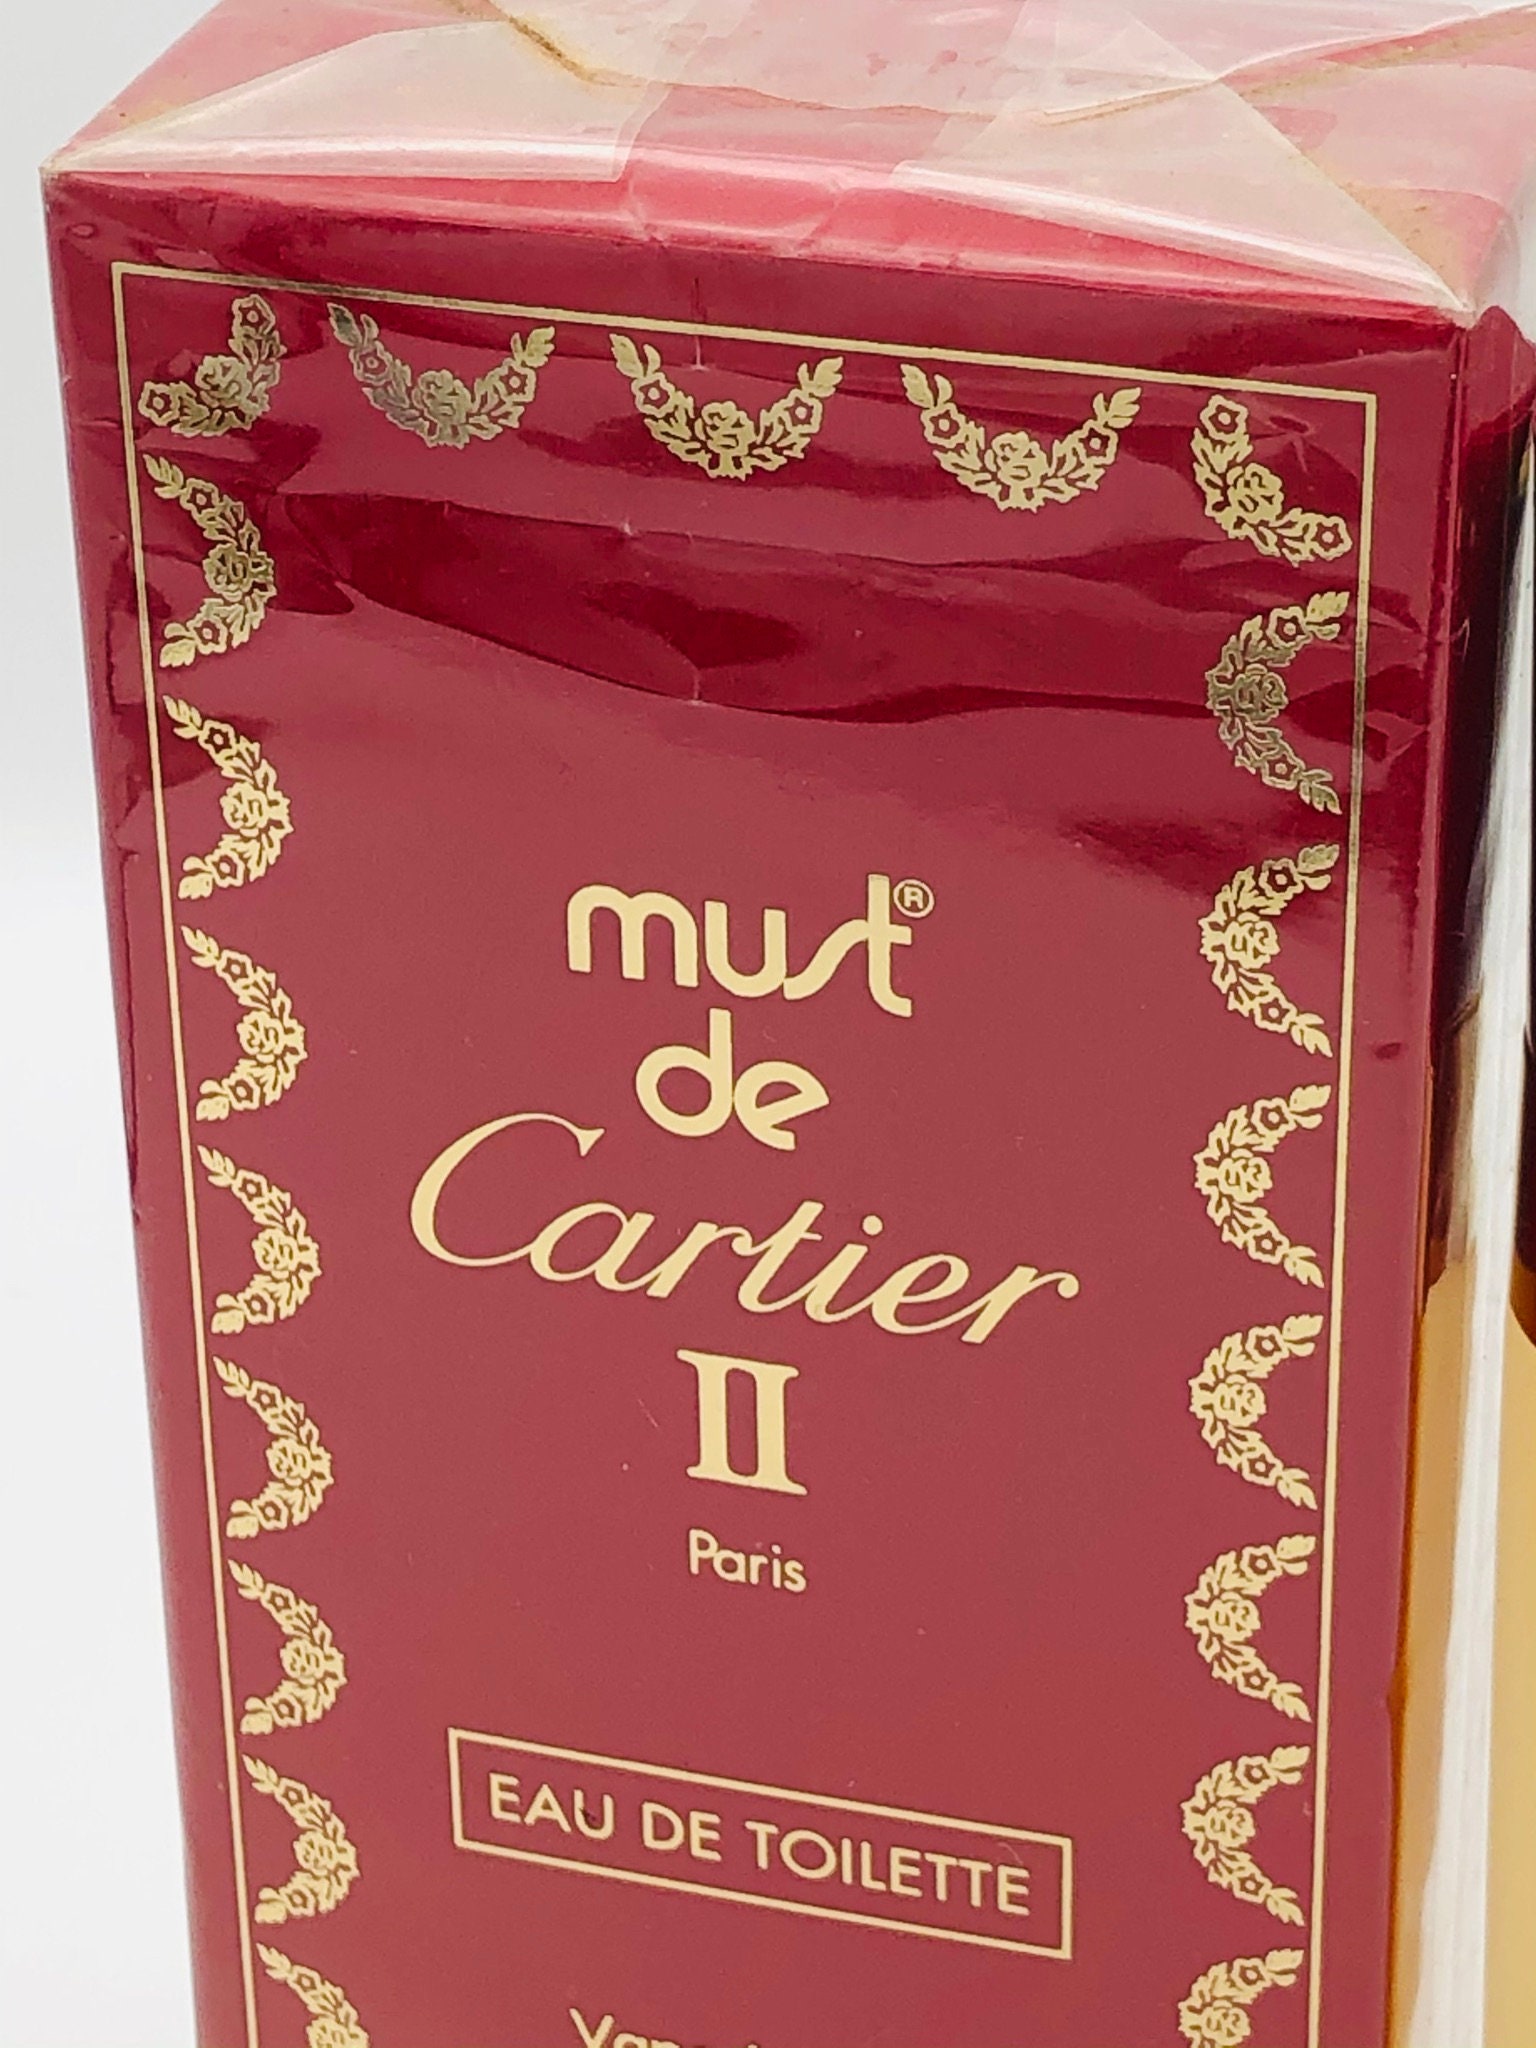 must®
de
Cartier
II
Paris
EAU DE TOILETTE